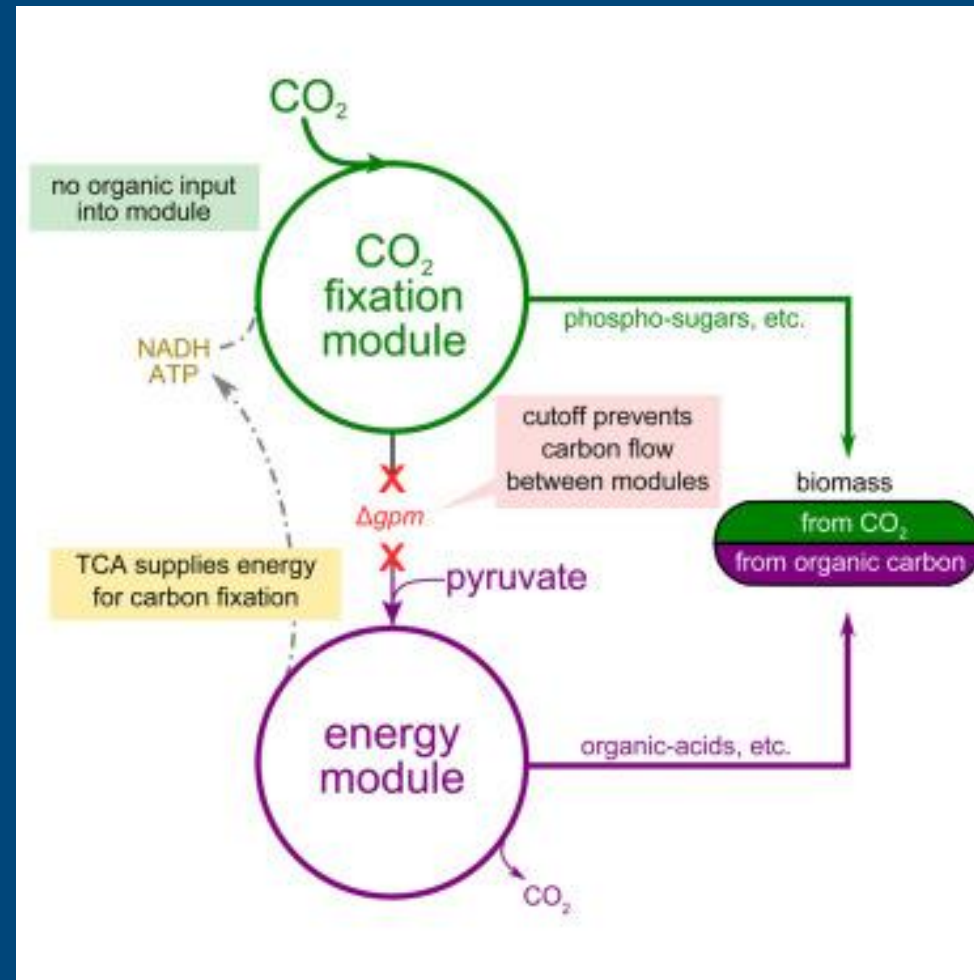 CO₂
no organic input
into module
CO₂
fixation
module
phospho-sugars, etc.
NADH
ATP
cutoff prevents
carbon flow
between modules
Δgpm
biomass
from CO₂
from organic carbon
TCA supplies energy
for carbon fixation
pyruvate
energy
module
organic-acids, etc.
CO₂